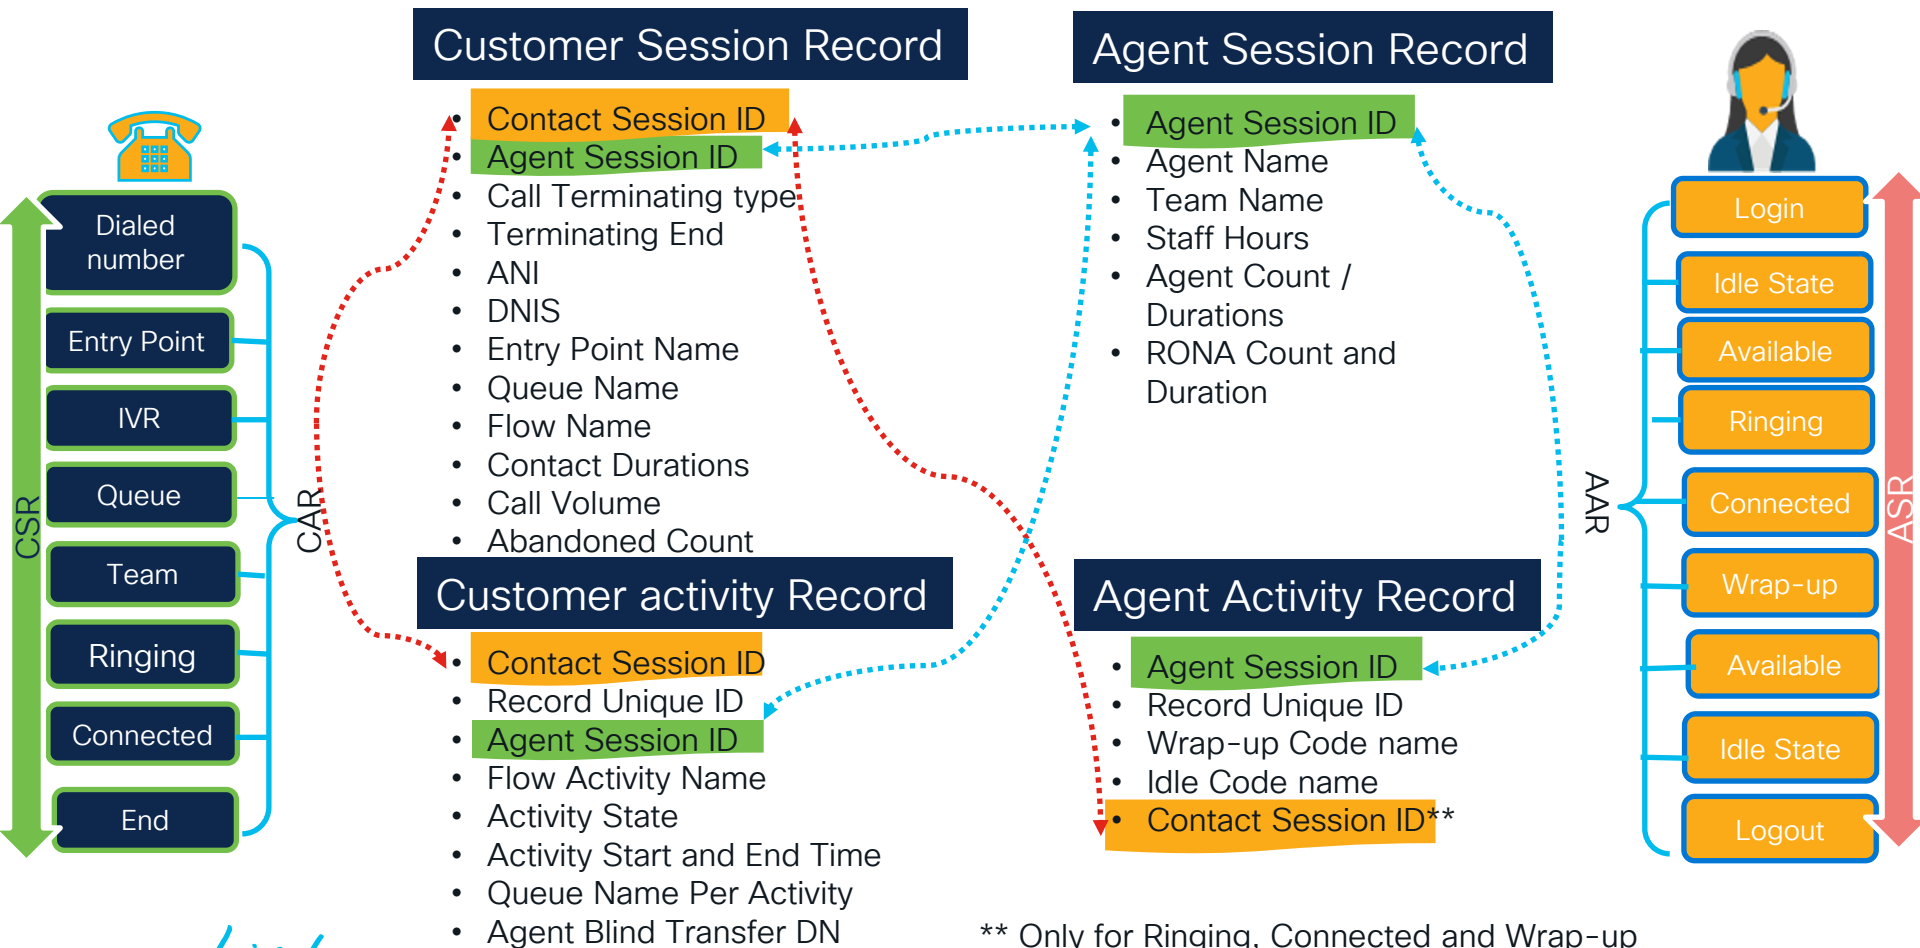 Customer Session Record
• Contact Session ID
• Agent Session ID
• Call Terminating type
• Terminating End
• ANI
• DNIS
• Entry Point Name
• Queue Name
• Flow Name
• Contact Durations
• Call Volume
• Abandoned Count
Agent Session Record
• Agent Session ID
• Agent Name
• Team Name
• Staff Hours
• Agent Count /
Durations
• RONA Count and
Duration
Customer activity Record
• Contact Session ID
• Record Unique ID
• Agent Session ID
• Flow Activity Name
• Activity State
• Activity Start and End Time
• Queue Name Per Activity
• Agent Blind Transfer DN
Agent Activity Record
• Agent Session ID
• Record Unique ID
• Wrap-up Code name
• Idle Code name
• Contact Session ID**
** Only for Ringing, Connected and Wrap-up
CSR
Dialed
number
Entry Point
IVR
Queue
Team
Ringing
Connected
End
CAR
AAR
Login
Idle State
Available
Ringing
Connected
Wrap-up
Available
Idle State
Logout
ASR